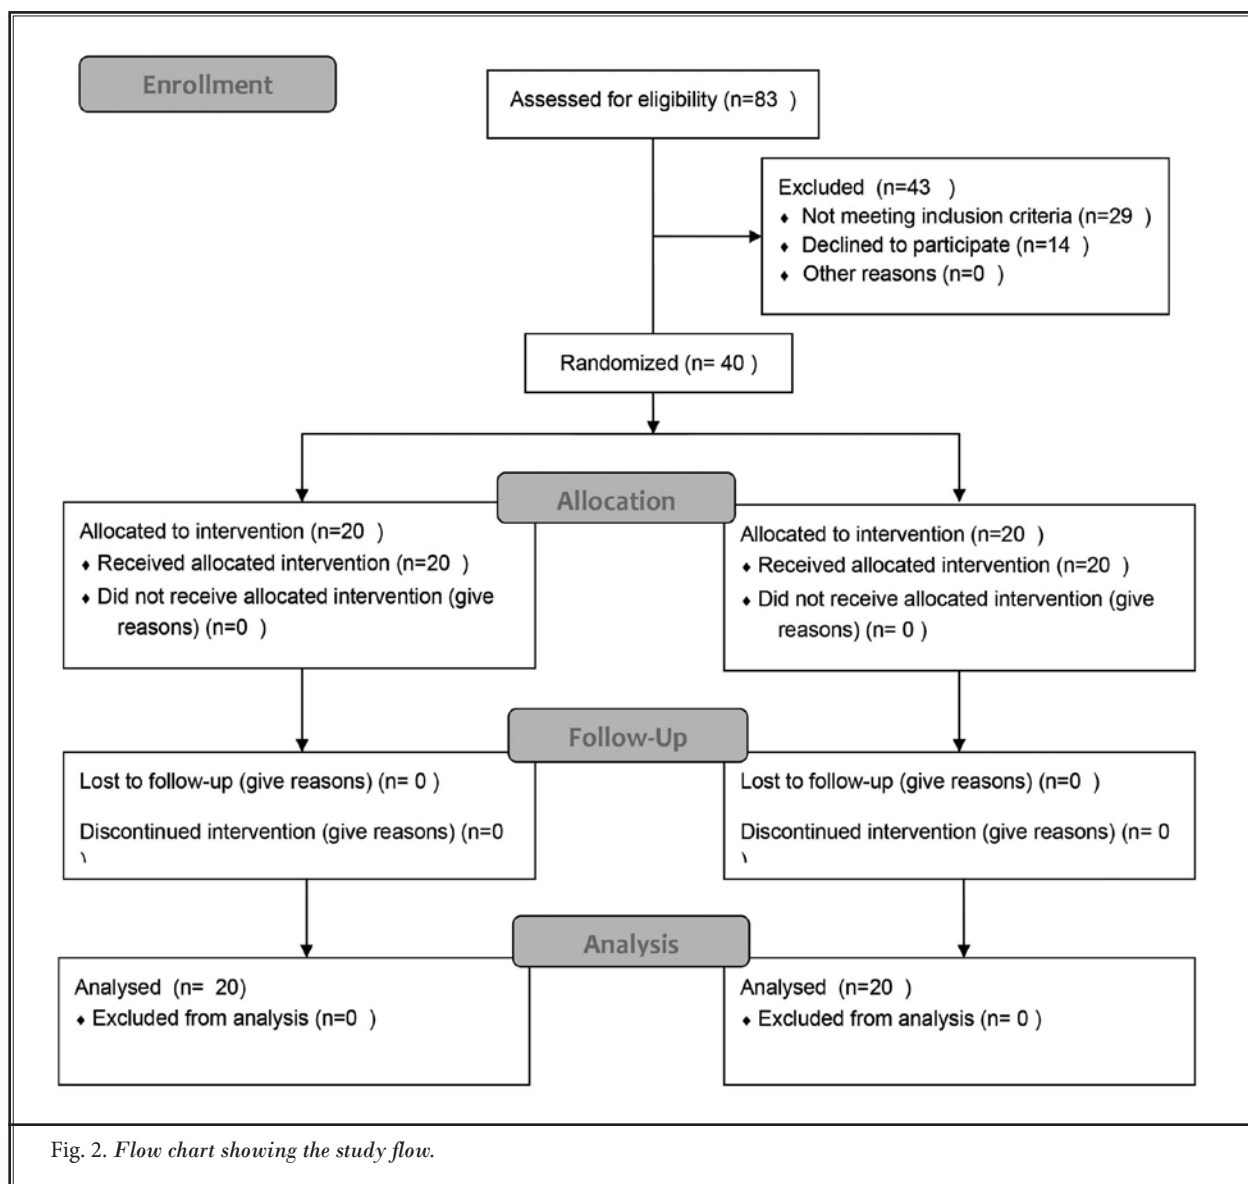 Enrollment
Assessed for eligibility (n=83 )
Excluded (n=43 )
♦ Not meeting inclusion criteria (n=29 )
♦ Declined to participate (n=14 )
♦ Other reasons (n=0 )
Randomized (n= 40 )
Allocation
Allocated to intervention (n=20 )
♦ Received allocated intervention (n=20 )
♦ Did not receive allocated intervention (give
reasons) (n=0 )
Allocated to intervention (n=20 )
♦ Received allocated intervention (n=20 )
♦ Did not receive allocated intervention (give
reasons) (n= 0 )
Follow-Up
Lost to follow-up (give reasons) (n= 0 )
Discontinued intervention (give reasons) (n=0
)
Lost to follow-up (give reasons) (n=0 )
Discontinued intervention (give reasons) (n= 0
)
Analysis
Analysed (n= 20)
♦ Excluded from analysis (n=0 )
Analysed (n=20 )
♦ Excluded from analysis (n= 0 )
Fig. 2. Flow chart showing the study flow.